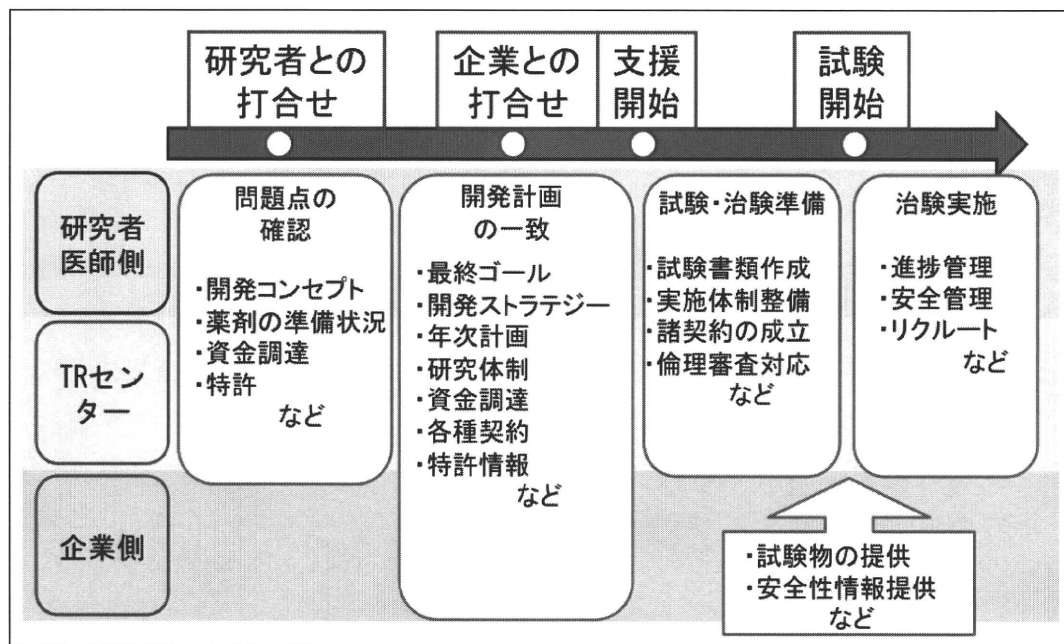 研究者との
打合せ
企業との
打合せ
支援
開始
試験
開始
研究者
医師側
TRセン
ター
企業側
問題点の
確認
・開発コンセプト
・薬剤の準備状況
・資金調達
・特許
など
開発計画
の一致
・最終ゴール
・開発ストラテジー
・年次計画
・研究体制
・資金調達
・各種契約
・特許情報
など
試験・治験準備
・試験書類作成
・実施体制整備
・諸契約の成立
・倫理審査対応
など
治験実施
・進捗管理
・安全管理
・リクルート
など
・試験物の提供
・安全性情報提供
など